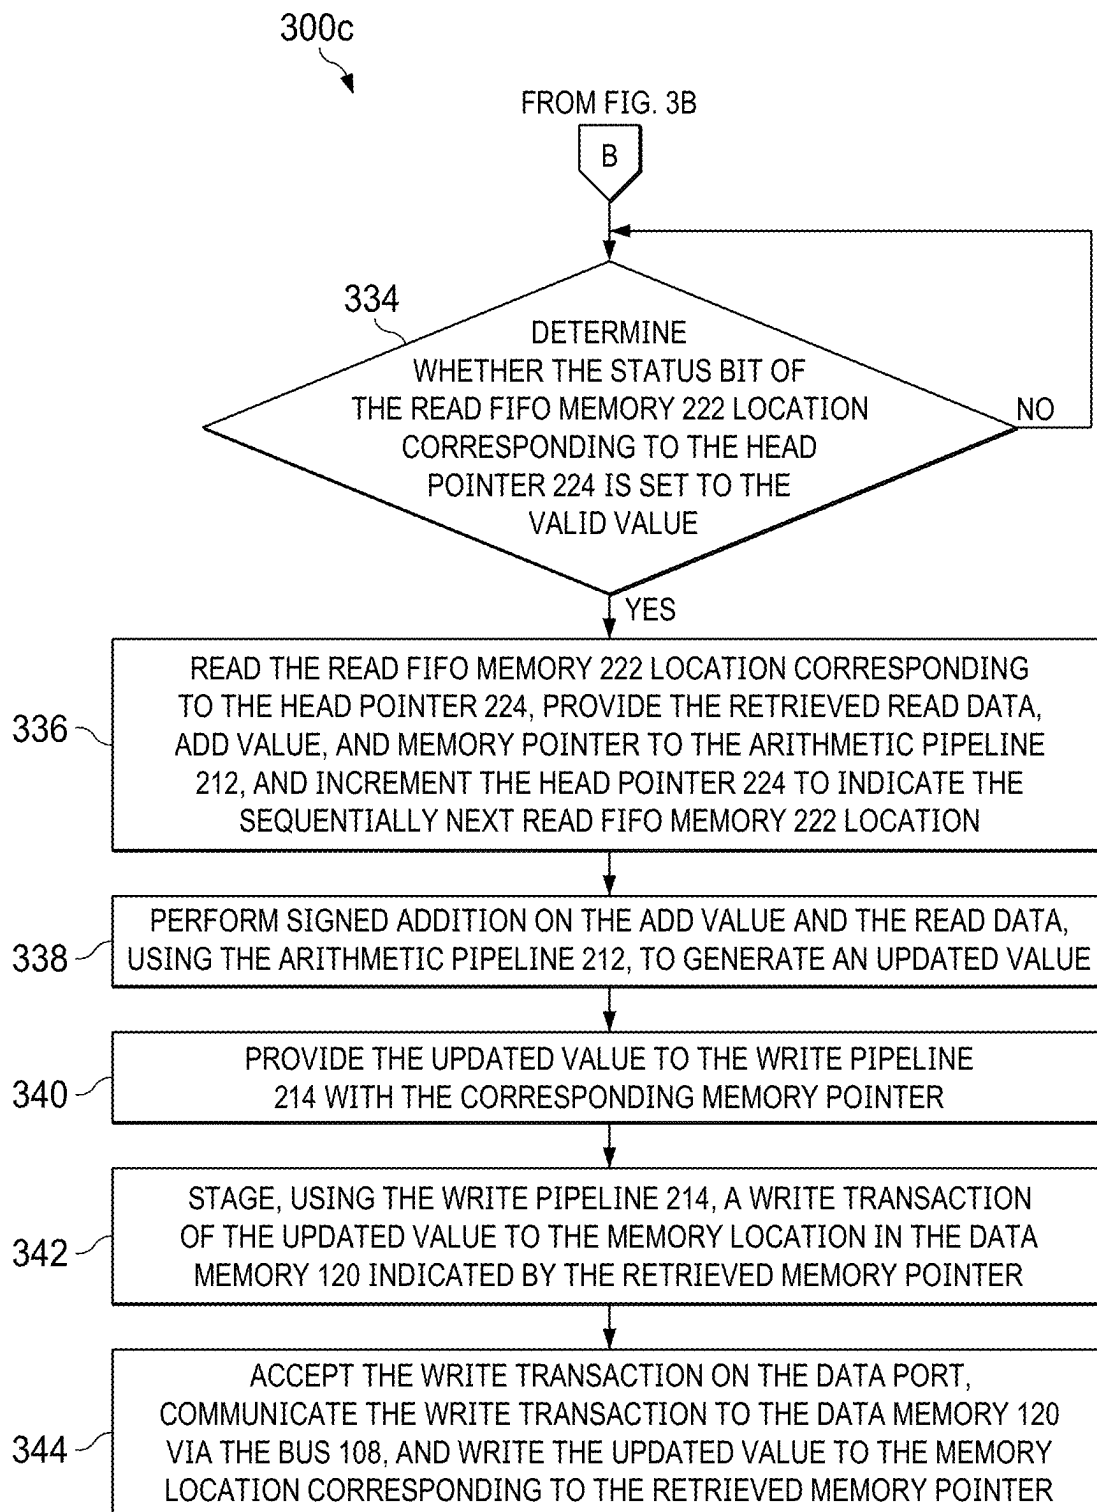 300c
FROM FIG. 3B
B
334
DETERMINE
WHETHER THE STATUS BIT OF
THE READ FIFO MEMORY 222 LOCATION
CORRESPONDING TO THE HEAD
POINTER 224 IS SET TO THE
VALID VALUE
NO
YES
336
READ THE READ FIFO MEMORY 222 LOCATION CORRESPONDING
TO THE HEAD POINTER 224, PROVIDE THE RETRIEVED READ DATA,
ADD VALUE, AND MEMORY POINTER TO THE ARITHMETIC PIPELINE
212, AND INCREMENT THE HEAD POINTER 224 TO INDICATE THE
SEQUENTIALLY NEXT READ FIFO MEMORY 222 LOCATION
338
PERFORM SIGNED ADDITION ON THE ADD VALUE AND THE READ DATA,
USING THE ARITHMETIC PIPELINE 212, TO GENERATE AN UPDATED VALUE
340
PROVIDE THE UPDATED VALUE TO THE WRITE PIPELINE
214 WITH THE CORRESPONDING MEMORY POINTER
342
STAGE, USING THE WRITE PIPELINE 214, A WRITE TRANSACTION
OF THE UPDATED VALUE TO THE MEMORY LOCATION IN THE DATA
MEMORY 120 INDICATED BY THE RETRIEVED MEMORY POINTER
344
ACCEPT THE WRITE TRANSACTION ON THE DATA PORT,
COMMUNICATE THE WRITE TRANSACTION TO THE DATA MEMORY 120
VIA THE BUS 108, AND WRITE THE UPDATED VALUE TO THE MEMORY
LOCATION CORRESPONDING TO THE RETRIEVED MEMORY POINTER